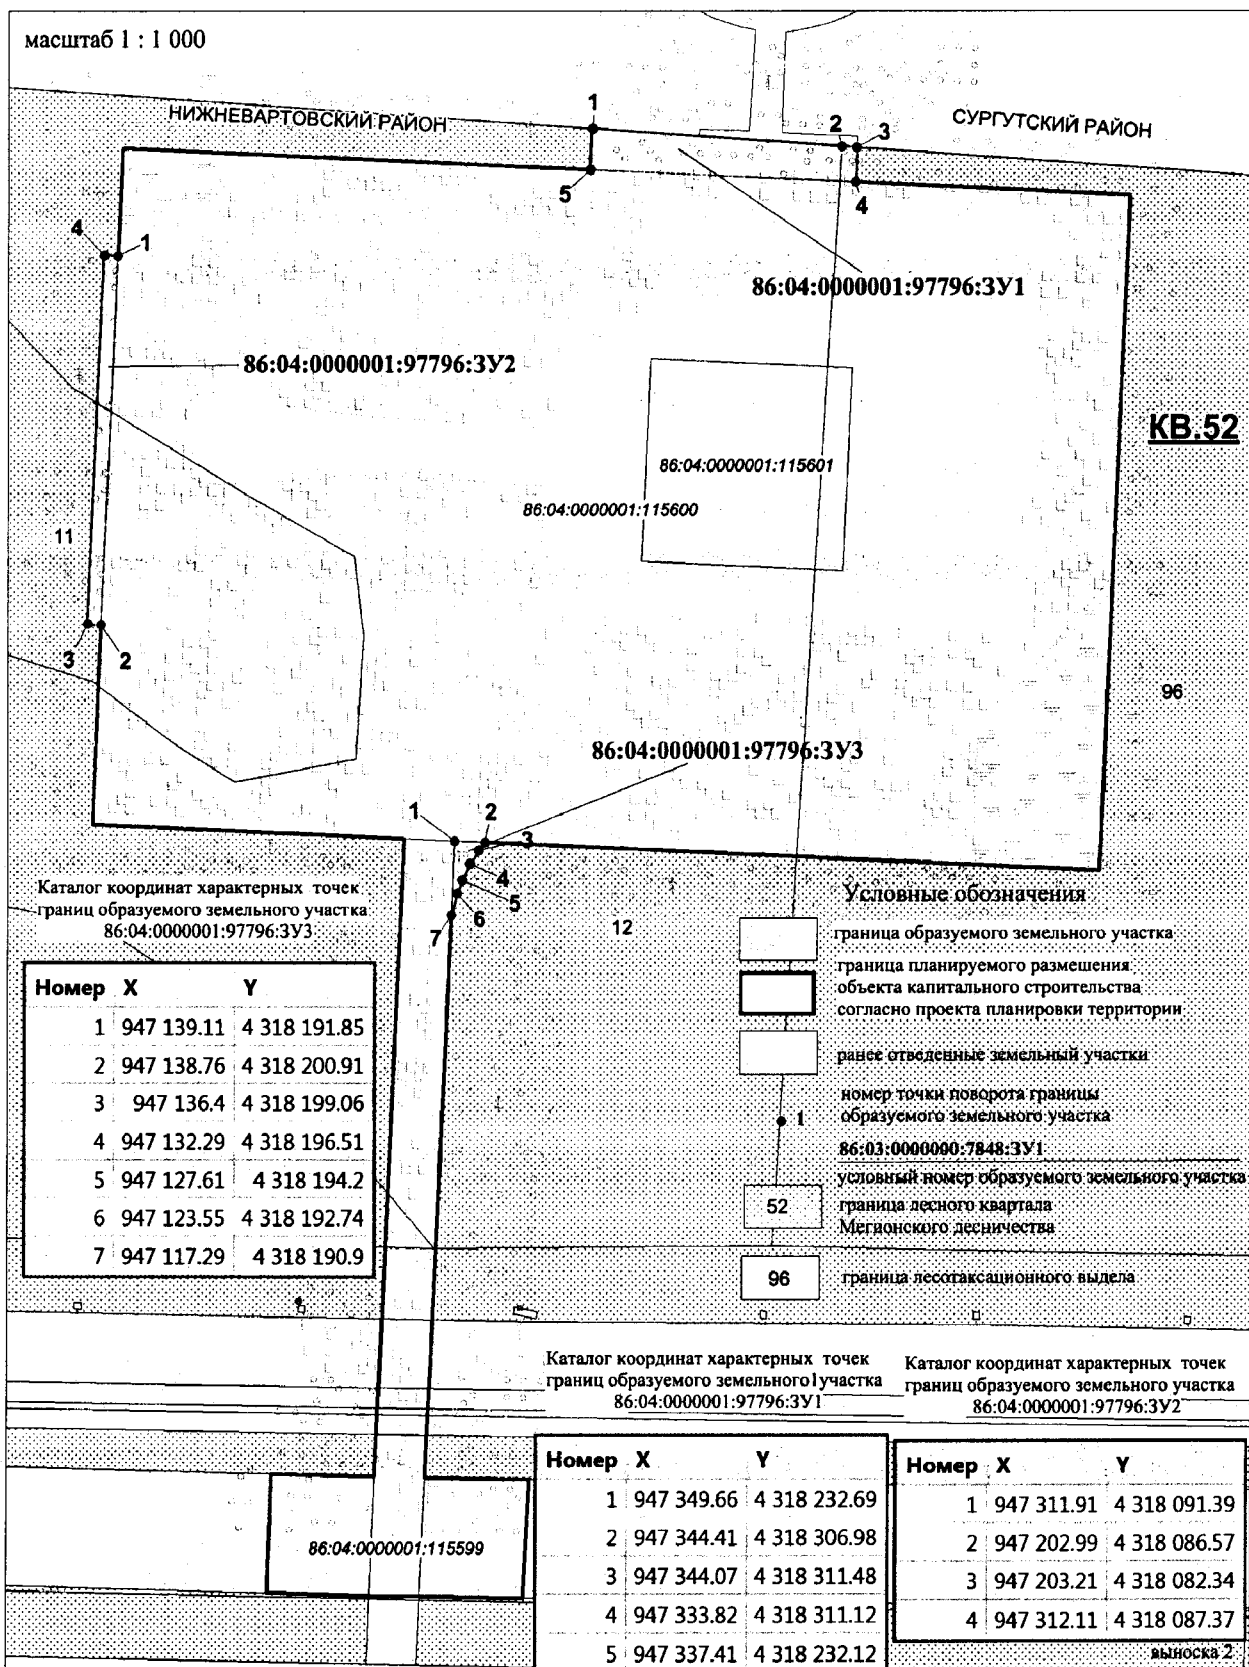 масштаб 1 : 1 000
НИЖНЕВАРТОВСКИЙ РАЙОН
СУРГУТСКИЙ РАЙОН
1
2
3
5
4
4
1
86:04:0000001:97796:ЗУ1
86:04:0000001:97796:ЗУ2
КВ.52
86:04:0000001:115601
86:04:0000001:115600
11
3
2
96
86:04:0000001:97796:ЗУ3
1
2
3
4
5
6
7
12
Каталог координат характерных точек
границ образуемого земельного участка
86:04:0000001:97796:ЗУ3
Номер X Y
1 947 139.11 4 318 191.85
2 947 138.76 4 318 200.91
3 947 136.4 4 318 199.06
4 947 132.29 4 318 196.51
5 947 127.61 4 318 194.2
6 947 123.55 4 318 192.74
7 947 117.29 4 318 190.9
Условные обозначения
граница образуемого земельного участка
граница планируемого размешения
объекта капитального строительства
согласно проекта планировки территории
ранее отведенные земельный участки
номер точки поворота границы
образуемого земельного участка
1
86:03:0000000:7848:ЗУ1
условный номер образуемого земельного участка
52
граница лесного квартала
Мегионского десничества
96
граница лесотаксационного выдела
Каталог координат характерных точек
границ образуемого земельного участка
86:04:0000001:97796:ЗУ1
Номер X Y
1 947 349.66 4 318 232.69
2 947 344.41 4 318 306.98
3 947 344.07 4 318 311.48
4 947 333.82 4 318 311.12
5 947 337.41 4 318 232.12
Каталог координат характерных точек
границ образуемого земельного участка
86:04:0000001:97796:ЗУ2
Номер X Y
1 947 311.91 4 318 091.39
2 947 202.99 4 318 086.57
3 947 203.21 4 318 082.34
4 947 312.11 4 318 087.37
86:04:0000001:115599
выноска 2